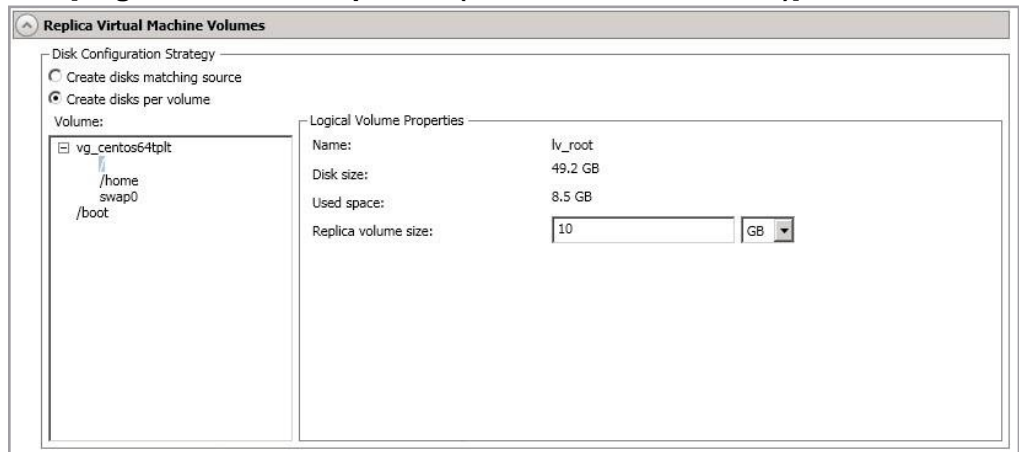 Replica Virtual Machine Volumes
Disk Configuration Strategy
Create disks matching source
Create disks per volume
Volume:
vg_centos64tplt
/
/home
swap0
/boot
Logical Volume Properties
Name: lv_root
Disk size: 49.2 GB
Used space: 8.5 GB
Replica volume size: 10 GB